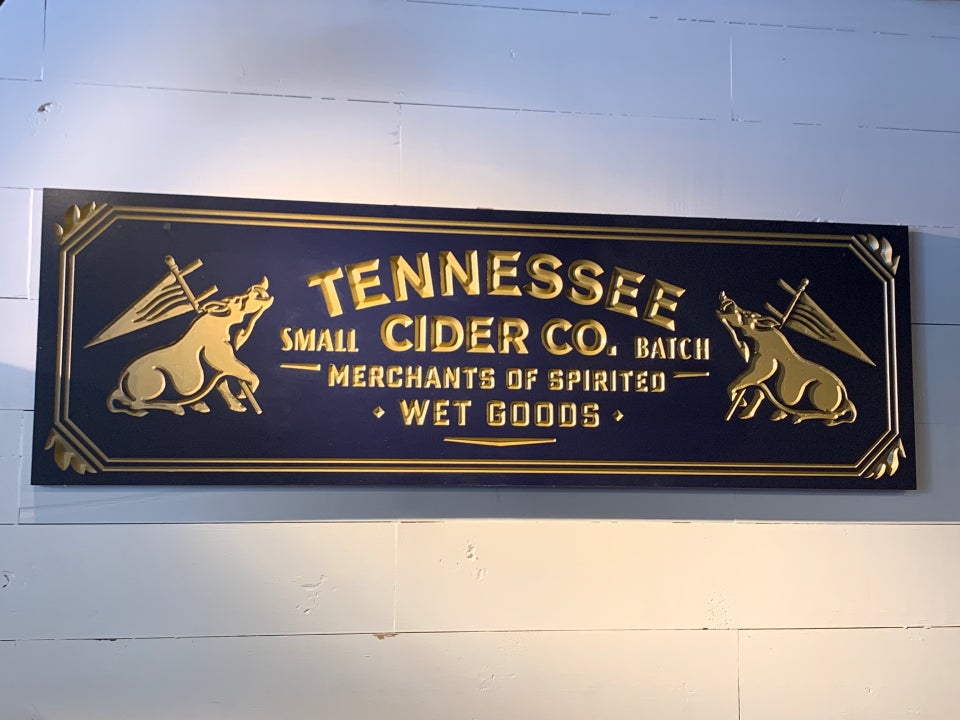 TENNESSEE
SMALL CIDER CO. BATCH
MERCHANTS OF SPIRITED
WET GOODS